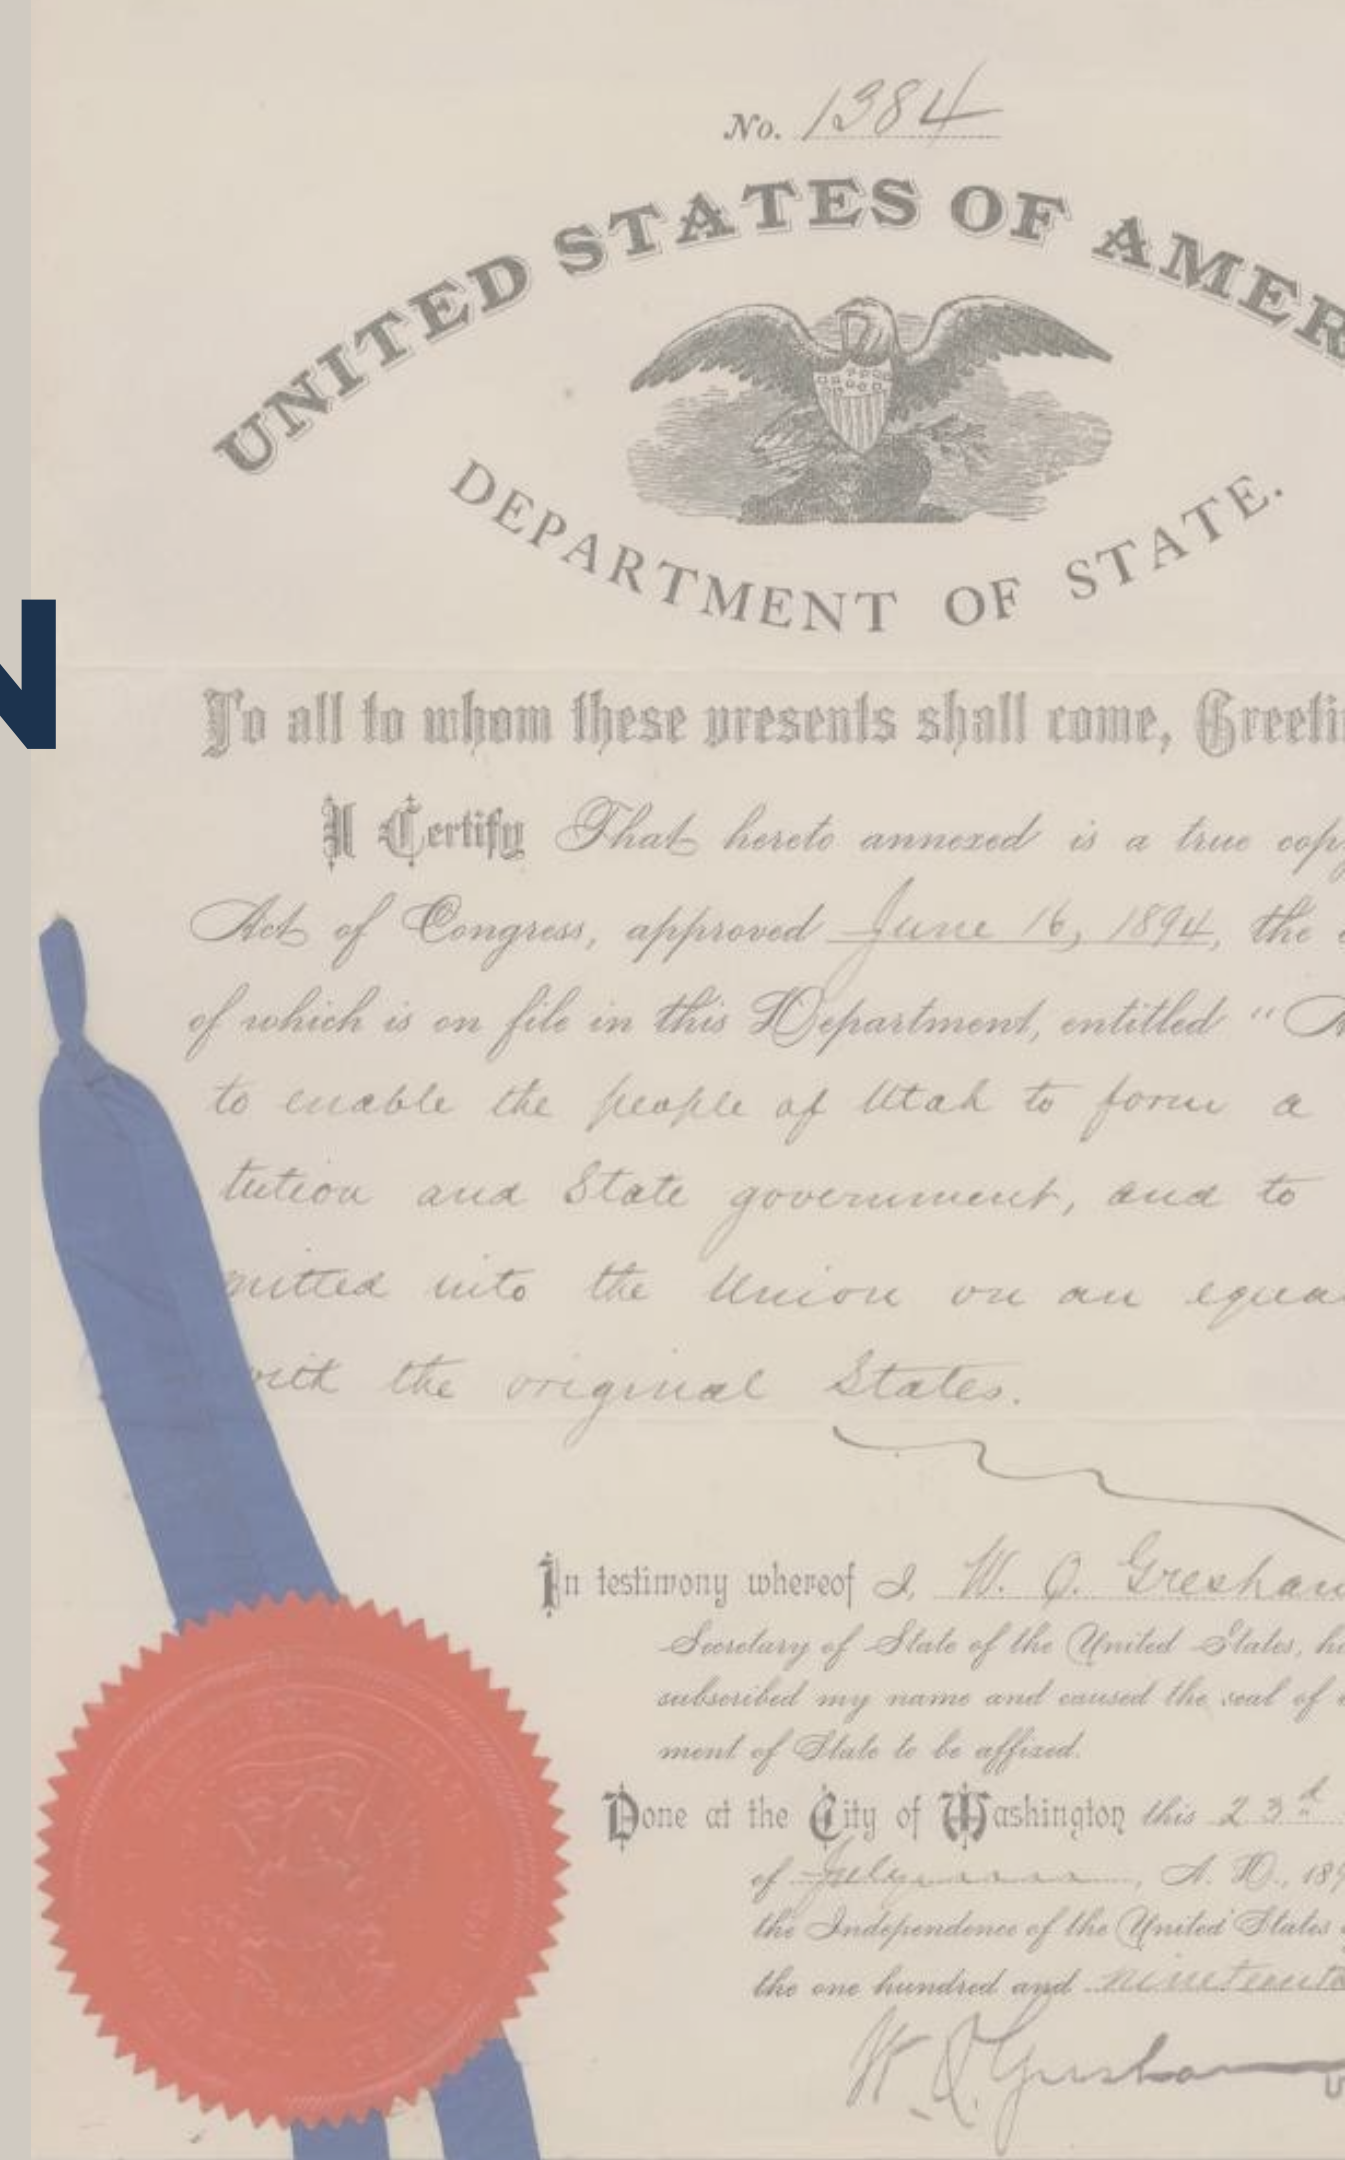 No. 1384
UNITED STATES OF AMER
DEPARTMENT OF STATE.
N
To all to whom these presents shall come, Greeti
I Certify That hereto annexed is a true cop
Act of Congress, approved June 16, 1894, the
of which is on file in this Department, entitled "A
to enable the people of Utah to form a
tution and State government, and to
mitted into the Union on an equa
with the original States.
In testimony whereof I, W. Q. Gresham
Secretary of State of the United States, h
subscribed my name and caused the seal of
ment of State to be affixed.
Done at the City of Washington this 23d
of July, A. D., 189
the Independence of the United States
the one hundred and nineteent
W. Q. Gresham